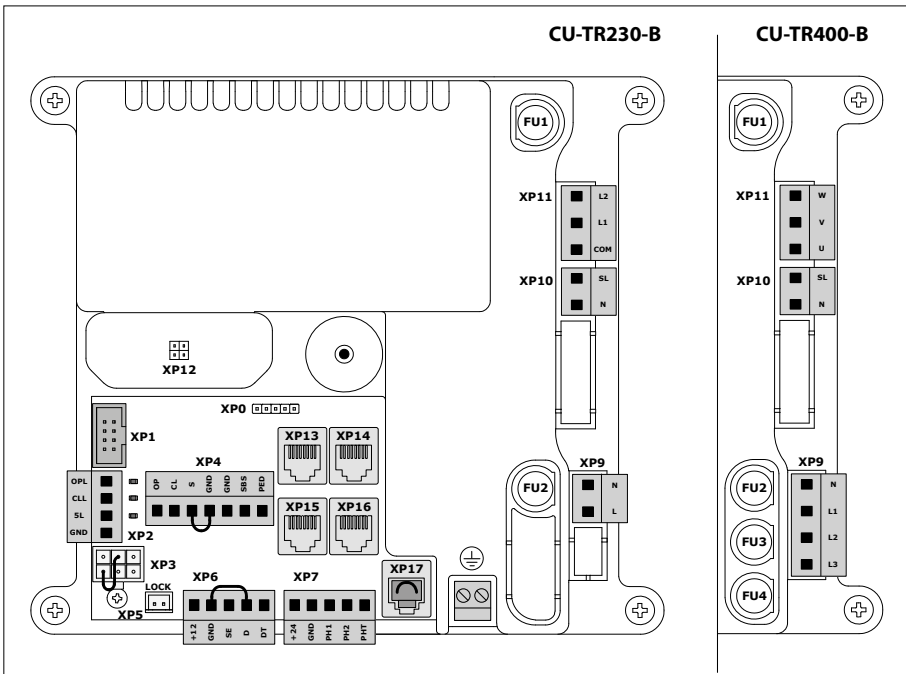 CU-TR230-B
CU-TR400-B
FU1
FU1
XP11
L2
L1
COM
XP11
W
V
U
XP10
SL
N
XP10
SL
N
XP12
XP0
XP1
XP13
XP14
XP4
OP
CL
S
GND
GND
SBS
PED
OPL
CLL
SL
GND
XP2
XP15
XP16
FU2
XP9
N
L
FU2
XP9
N
L1
L2
L3
FU3
FU4
XP3
LOCK
XP5
XP6
+12
GND
SE
D
DT
XP7
+24
GND
PH1
PH2
PHT
XP17